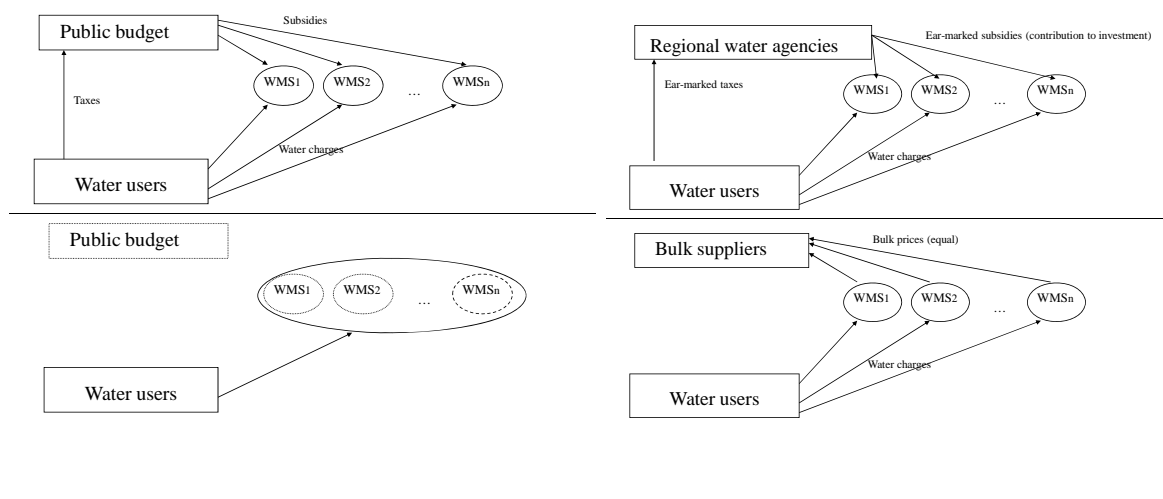 Subsidies
Public budget
WMS1
WMS2
...
WMSn
Taxes
Water charges
Water users
Ear-marked subsidies (contribution to investment)
Regional water agencies
Ear-marked taxes
WMS1
WMS2
...
WMSn
Water charges
Water users
Public budget
WMS1
WMS2
...
WMSn
Water users
Bulk suppliers
Bulk prices (equal)
WMS1
WMS2
...
WMSn
Water charges
Water users